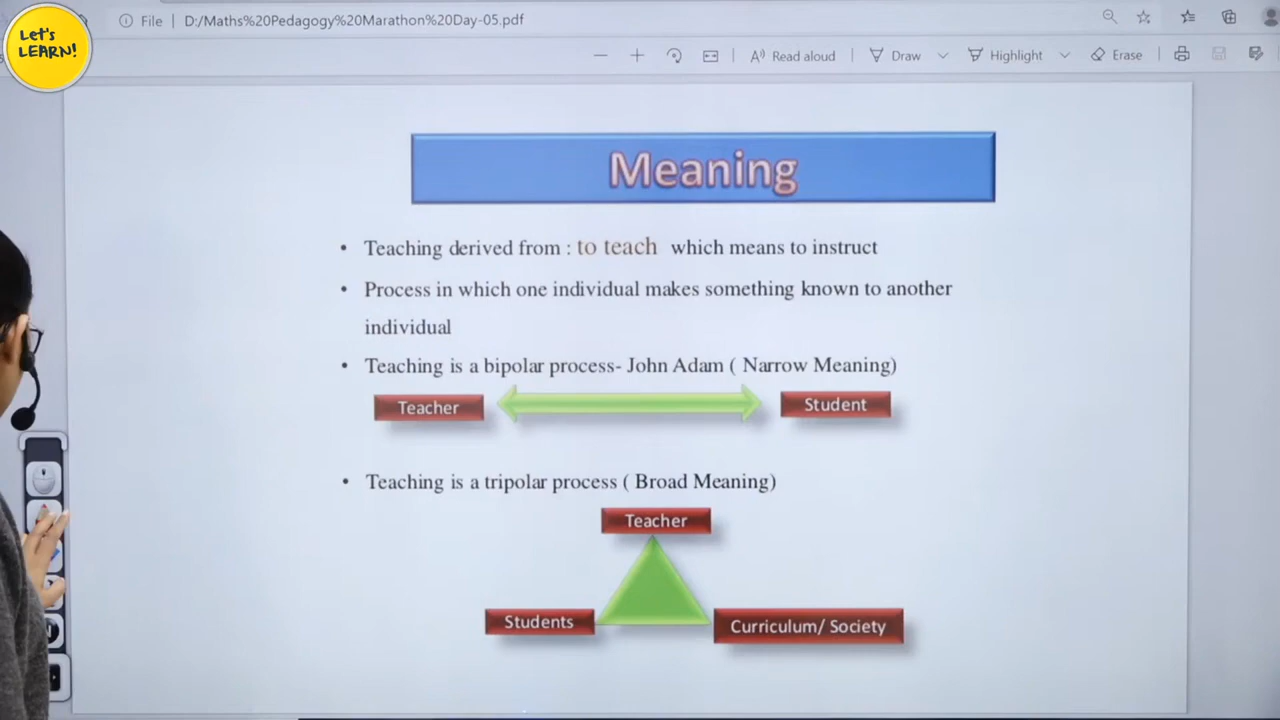 Let's
LEARN!
File | D:/Maths%20Pedagogy%20Marathon%20Day-05.pdf
Read aloud
Draw
Highlight
Erase
Meaning
• Teaching derived from : to teach which means to instruct
• Process in which one individual makes something known to another
individual
• Teaching is a bipolar process- John Adam ( Narrow Meaning)
Teacher
Student
• Teaching is a tripolar process ( Broad Meaning)
Teacher
Students
Curriculum/ Society